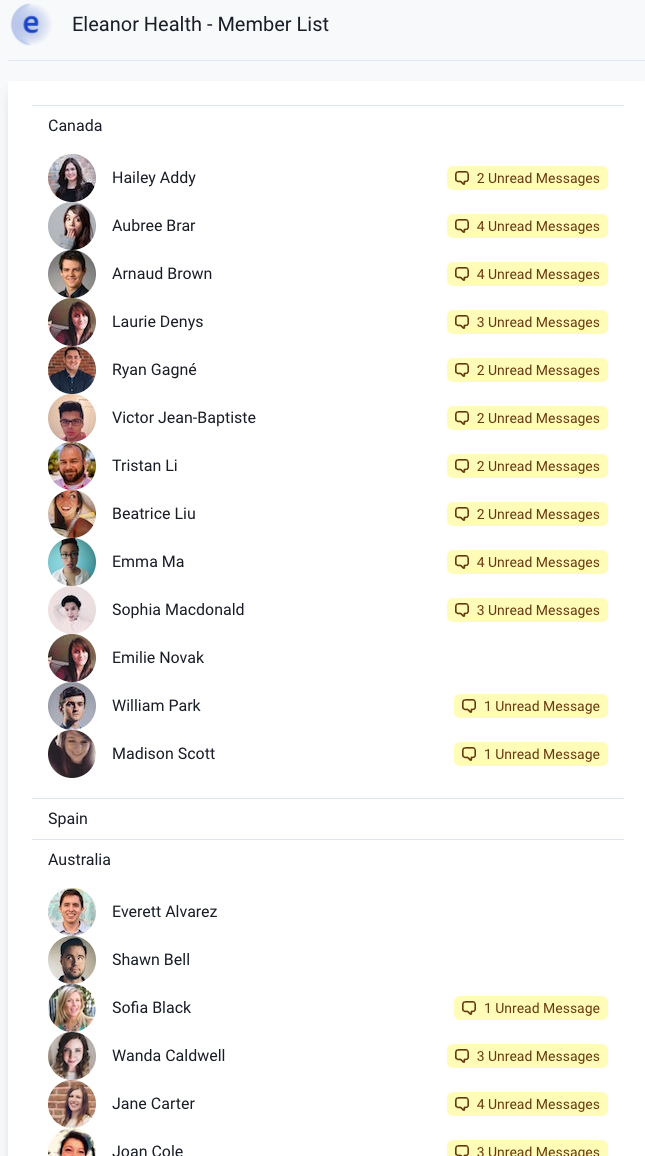 e
Eleanor Health - Member List
Canada
Hailey Addy 2 Unread Messages
Aubree Brar 4 Unread Messages
Arnaud Brown 4 Unread Messages
Laurie Denys 3 Unread Messages
Ryan Gagné 2 Unread Messages
Victor Jean-Baptiste 2 Unread Messages
Tristan Li 2 Unread Messages
Beatrice Liu 2 Unread Messages
Emma Ma 4 Unread Messages
Sophia Macdonald 3 Unread Messages
Emilie Novak
William Park 1 Unread Message
Madison Scott 1 Unread Message
Spain
Australia
Everett Alvarez
Shawn Bell
Sofia Black 1 Unread Message
Wanda Caldwell 3 Unread Messages
Jane Carter 4 Unread Messages
Joan Cole 3 Unread Messages